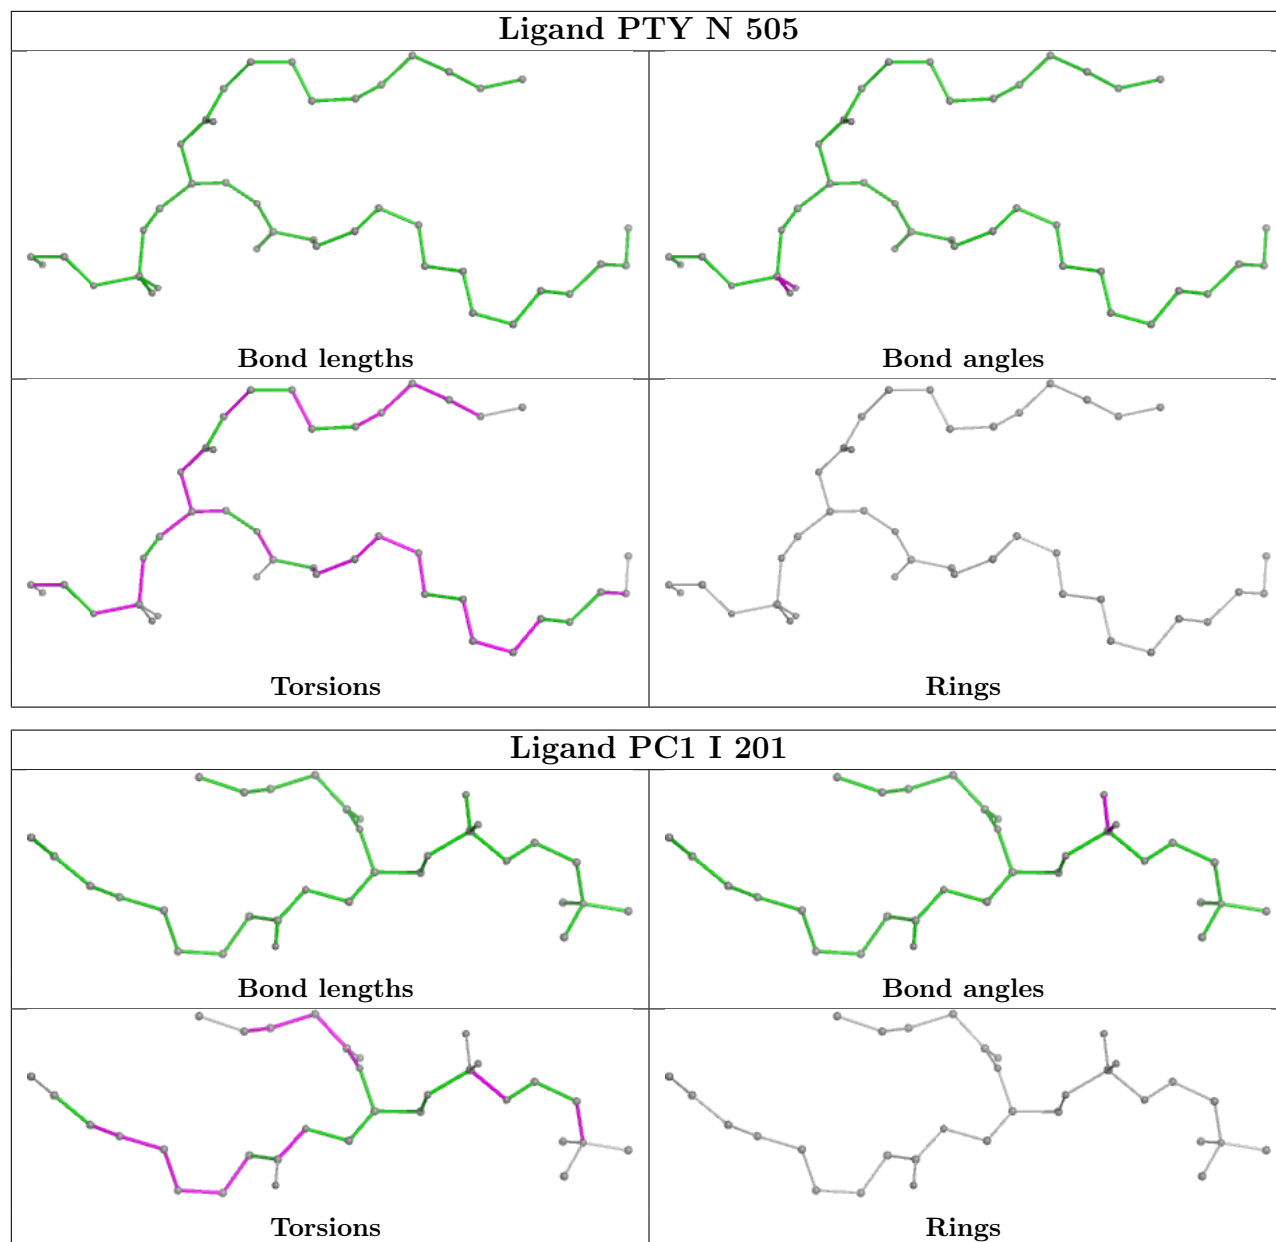 Ligand PTY N 505
Bond lengths
Bond angles
Torsions
Rings
Ligand PC1 I 201
Bond lengths
Bond angles
Torsions
Rings